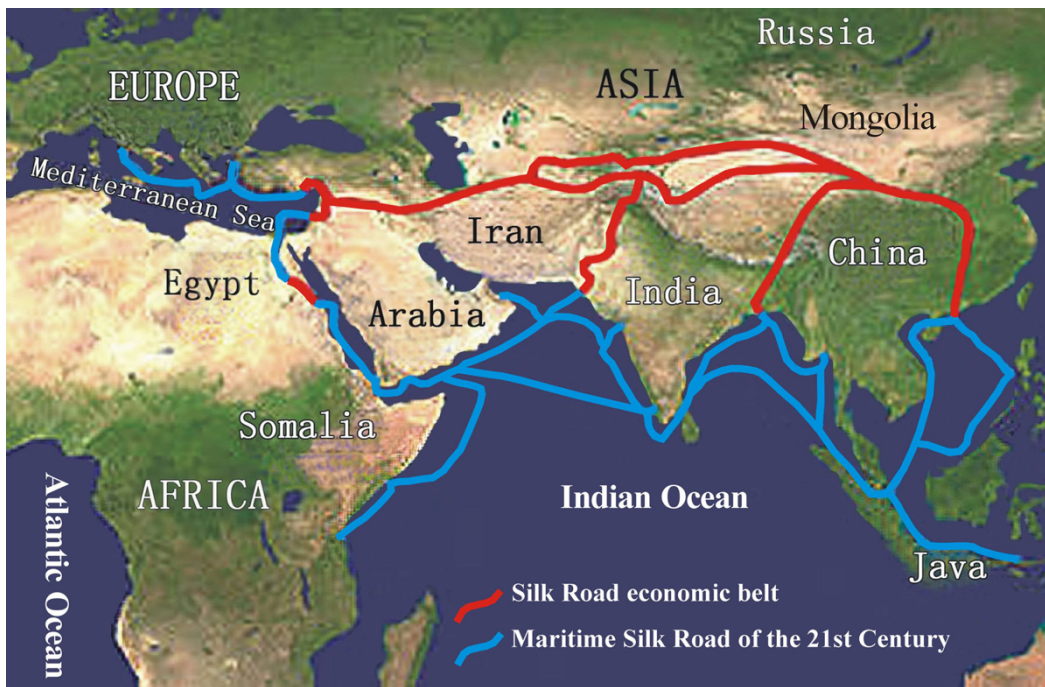 Russia
EUROPE
ASIA
Mongolia
Mediterranean Sea
Iran
China
Egypt
India
Arabia
Somalia
AFRICA
Indian Ocean
Atlantic Ocean
Java
Silk Road economic belt
Maritime Silk Road of the 21st Century